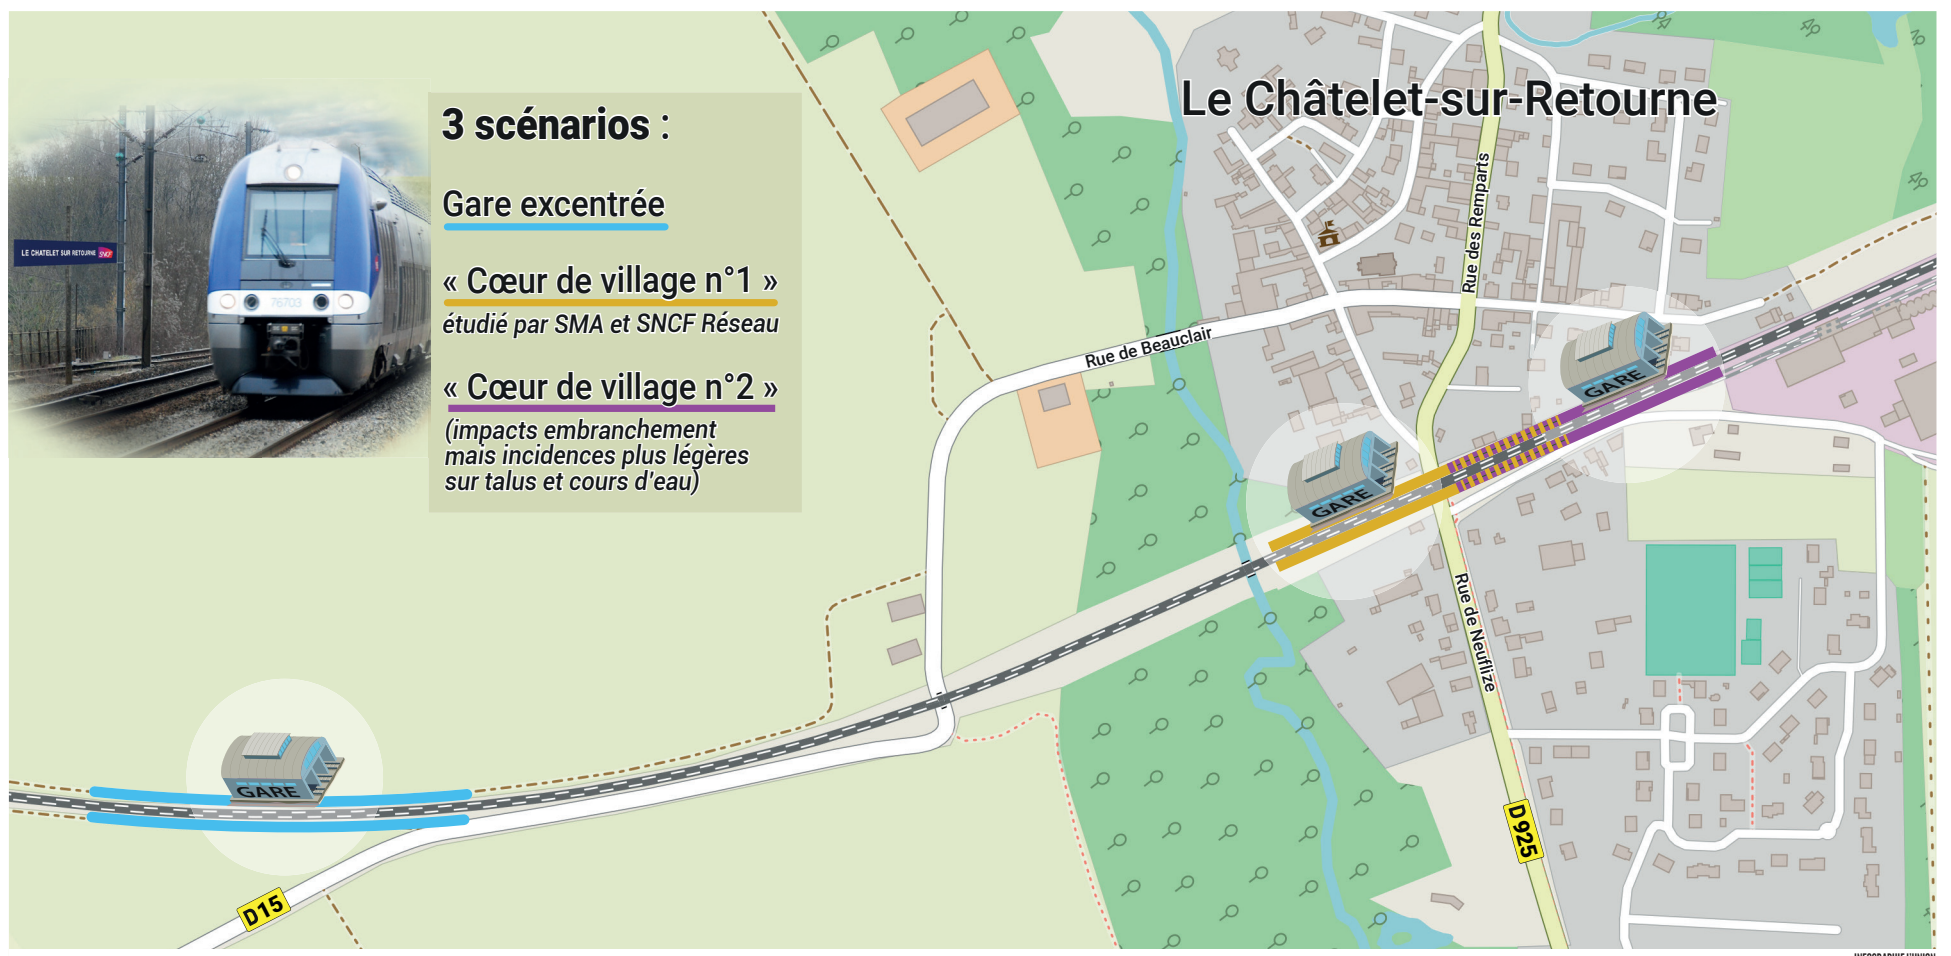 Le Châtelet-sur-Retourne
3 scénarios :
Gare excentrée
« Cœur de village n°1 »
étudié par SMA et SNCF Réseau
« Cœur de village n°2 »
(impacts embranchement
mais incidences plus légères
sur talus et cours d'eau)
LE CHATELET SUR RETOURNE SNCF
76703
Rue des Remparts
Rue de Beauclair
GARE
GARE
Rue de Neuflize
GARE
D925
D15